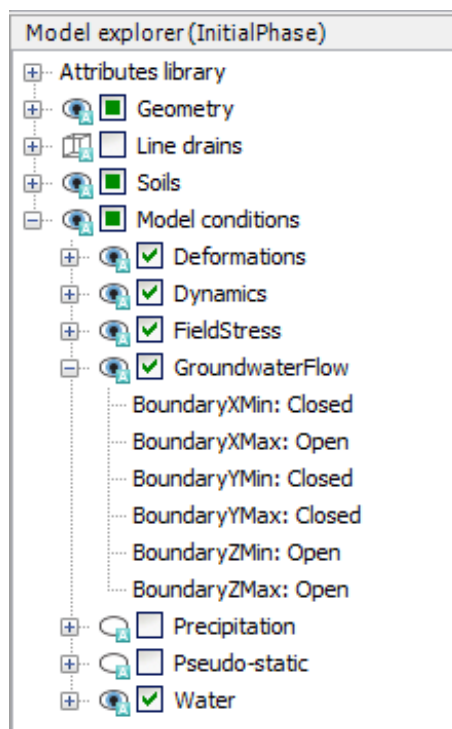 Model explorer (InitialPhase)
Attributes library
Geometry
Line drains
Soils
Model conditions
Deformations
Dynamics
FieldStress
GroundwaterFlow
BoundaryXMin: Closed
BoundaryXMax: Open
BoundaryYMin: Closed
BoundaryYMax: Closed
BoundaryZMin: Open
BoundaryZMax: Open
Precipitation
Pseudo-static
Water